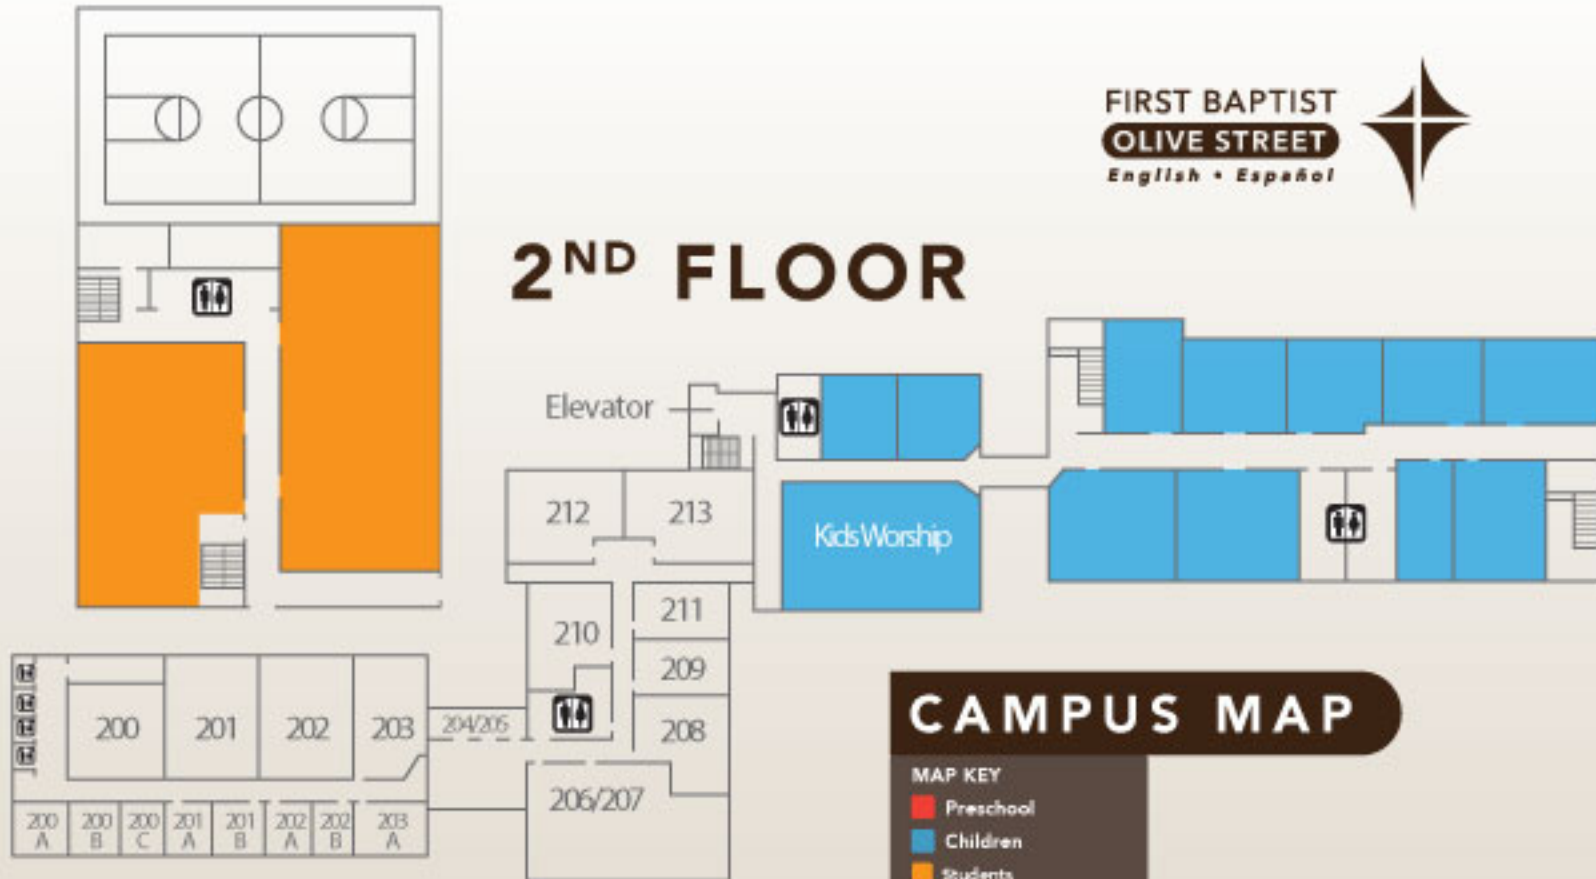 FIRST BAPTIST
OLIVE STREET
English • Español
2ND FLOOR
Elevator
212
213
Kids Worship
210
211
209
208
200
201
202
203
204/205
206/207
200 A
200 B
200 C
201 A
201 B
202 A
202 B
203 A
CAMPUS MAP
MAP KEY
Preschool
Children
Students